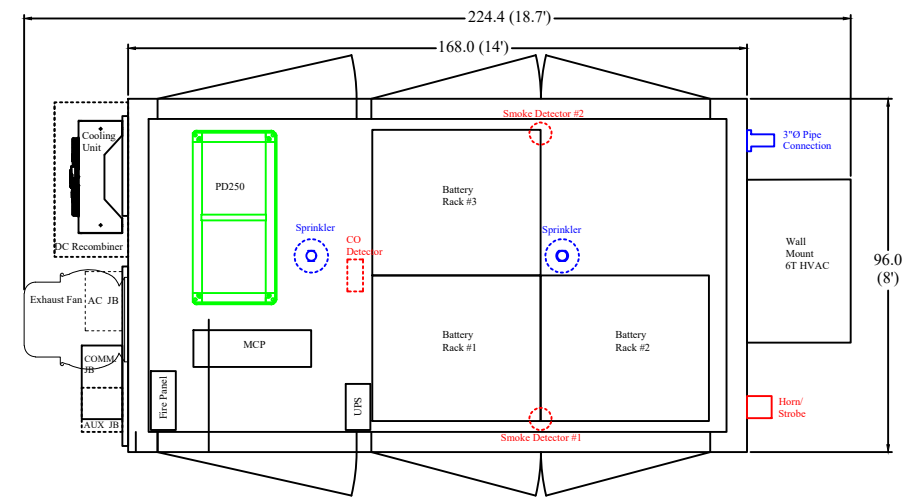 224.4 (18.7')
168.0 (14')
Smoke Detector #2
Cooling
Unit
3"Ø Pipe
Connection
PD250
Battery
Rack #3
Sprinkler
Sprinkler
CO
Detector
DC Recombiner
Wall
Mount
6T HVAC
96.0
(8')
Exhaust Fan
AC JB
MCP
Battery
Rack #1
Battery
Rack #2
COMM.
JB
Fire Panel
UPS
Horn/
Strobe
AUX JB
Smoke Detector #1